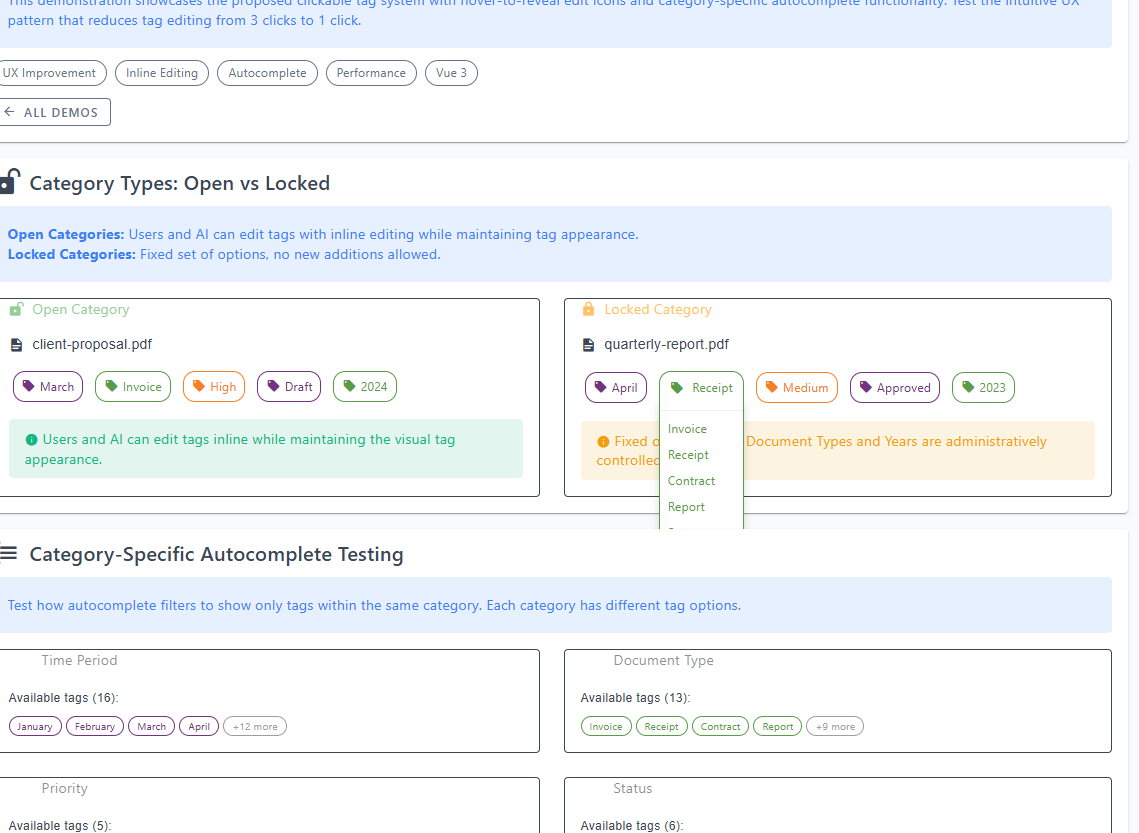 This demonstration showcases the proposed clickable tag system with hover-to-reveal edit icons and category-specific autocomplete functionality. Test the intuitive UX
pattern that reduces tag editing from 3 clicks to 1 click.
UX Improvement
Inline Editing
Autocomplete
Performance
Vue 3
ALL DEMOS
Category Types: Open vs Locked
Open Categories: Users and AI can edit tags with inline editing while maintaining tag appearance.
Locked Categories: Fixed set of options, no new additions allowed.
Open Category
client-proposal.pdf
March
Invoice
High
Draft
2024
Users and AI can edit tags inline while maintaining the visual tag
appearance.
Locked Category
quarterly-report.pdf
April
Receipt
Medium
Approved
2023
Invoice
Receipt
Contract
Report
Fixed Document Types and Years are administratively
controlled
Category-Specific Autocomplete Testing
Test how autocomplete filters to show only tags within the same category. Each category has different tag options.
Time Period
Available tags (16):
January
February
March
April
+12 more
Document Type
Available tags (13):
Invoice
Receipt
Contract
Report
+9 more
Priority
Available tags (5):
Status
Available tags (6):